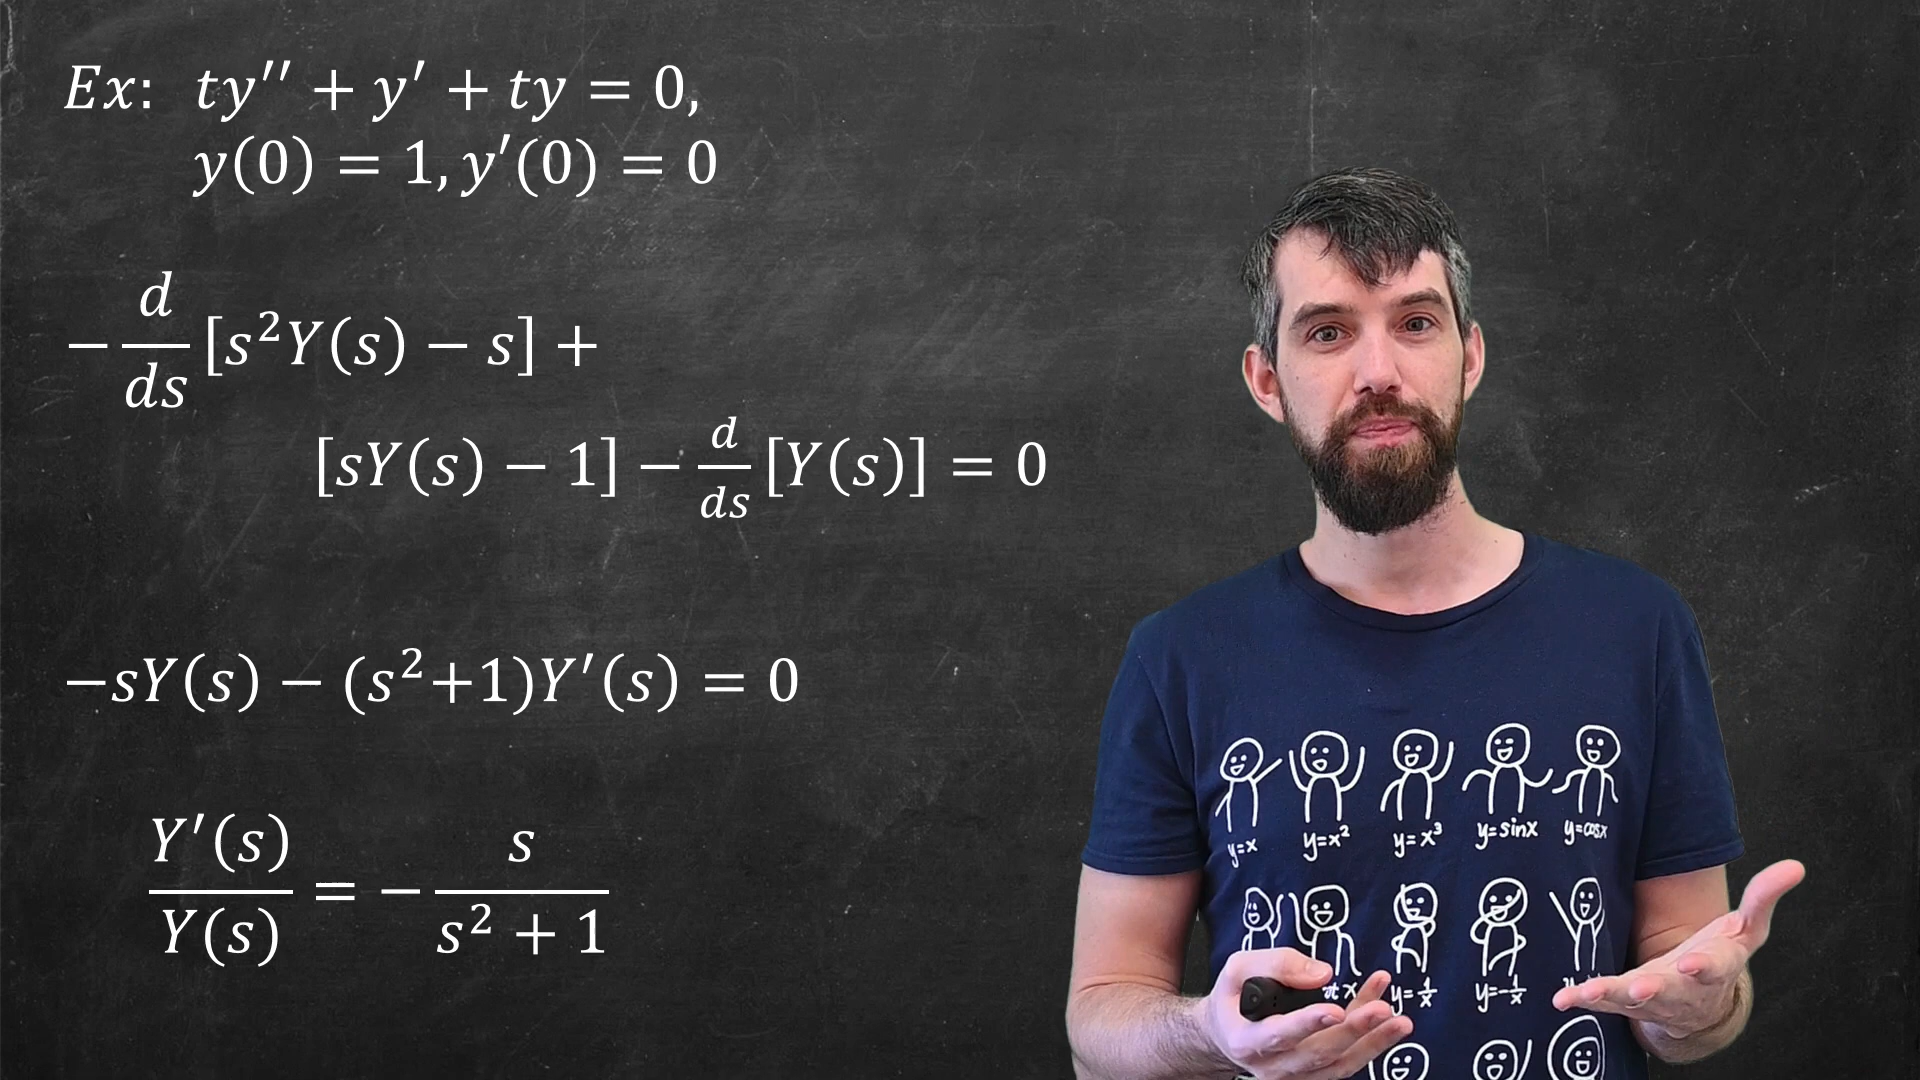 Ex: ty′′ + y′ + ty = 0,
y(0) = 1, y′(0) = 0
−d/ds [s²Y(s) − s] +
[sY(s) − 1] − d/ds [Y(s)] = 0
−sY(s) − (s²+1)Y′(s) = 0
Y′(s)/Y(s) = − s/(s² + 1)
y=x y=x² y=x³ y=sinx y=cosx
x y=1/x y=-1/x